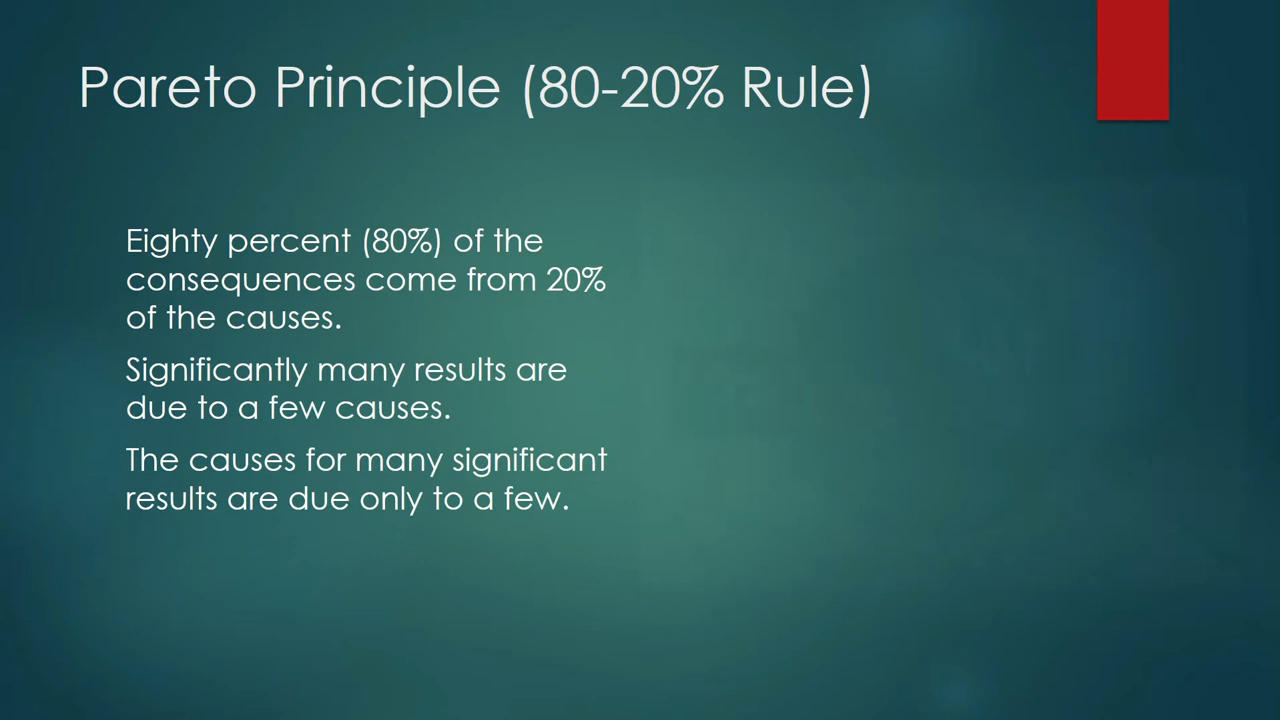 Pareto Principle (80-20% Rule)
Eighty percent (80%) of the
consequences come from 20%
of the causes.
Significantly many results are
due to a few causes.
The causes for many significant
results are due only to a few.